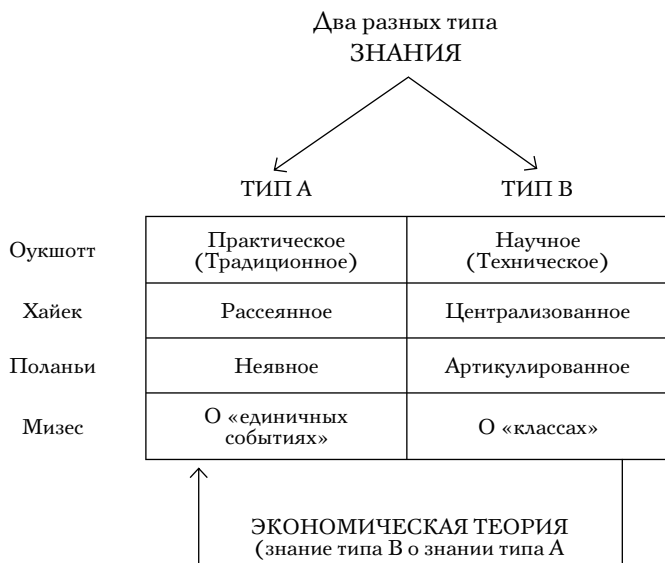 Два разных типа
ЗНАНИЯ
ТИП A
ТИП B
Оукшотт
Практическое
(Традиционное)
Научное
(Техническое)
Хайек
Рассеянное
Централизованное
Поланьи
Неявное
Артикулированное
Мизес
О «единичных
событиях»
О «классах»
ЭКОНОМИЧЕСКАЯ ТЕОРИЯ
(знание типа B о знании типа A